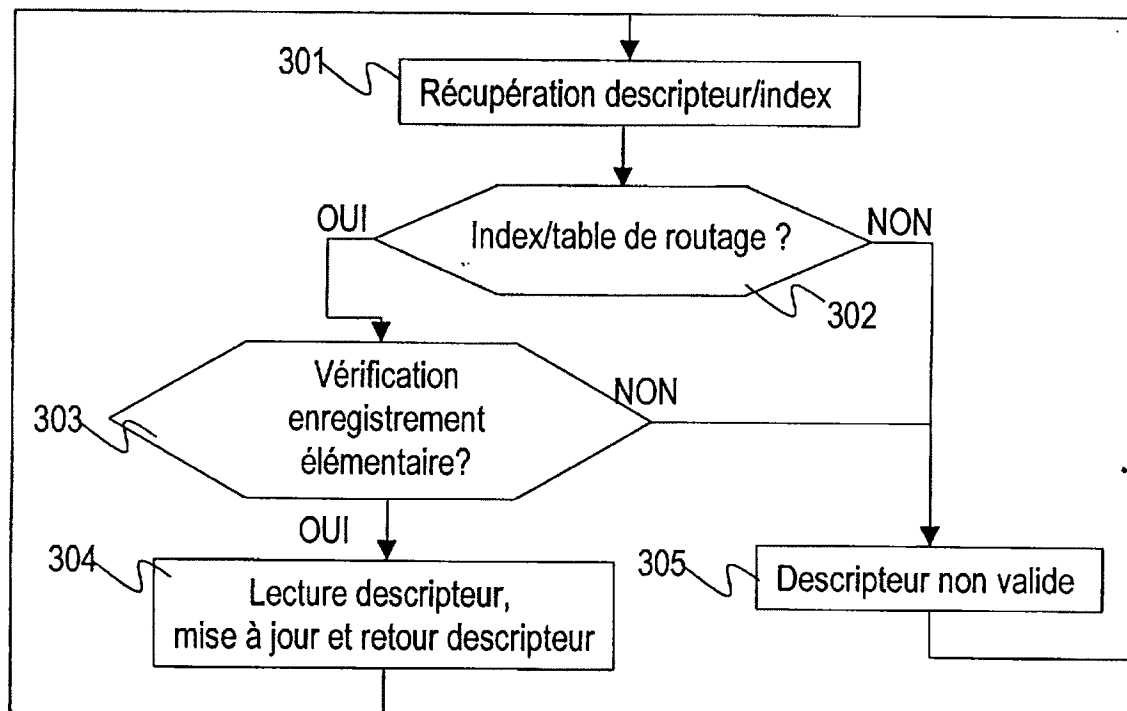 301
Récupération descripteur/index
OUI
Index/table de routage ?
NON
302
Vérification
enregistrement
élémentaire?
NON
303
OUI
304
Lecture descripteur,
mise à jour et retour descripteur
305
Descripteur non valide